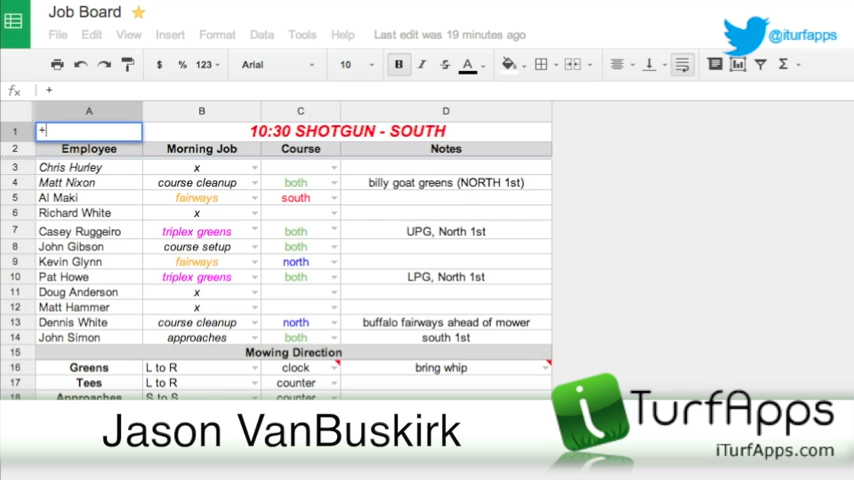 Job Board
@iturfapps
File Edit View Insert Format Data Tools Help Last edit was 19 minutes ago
$ % 123 Arial 10 B I S A Σ
fx +
A B C D
1 + 10:30 SHOTGUN - SOUTH
2 Employee Morning Job Course Notes
3 Chris Hurley x
4 Matt Nixon course cleanup both billy goat greens (NORTH 1st)
5 Al Maki fairways south
6 Richard White x
7 Casey Ruggeiro triplex greens both UPG, North 1st
8 John Gibson course setup both
9 Kevin Glynn fairways north
10 Pat Howe triplex greens both LPG, North 1st
11 Doug Anderson x
12 Matt Hammer x
13 Dennis White course cleanup north buffalo fairways ahead of mower
14 John Simon approaches both south 1st
15 Mowing Direction
16 Greens L to R clock bring whip
17 Tees L to R counter
18 Approaches S to S counter
Jason VanBuskirk
i TurfApps
iTurfApps.com